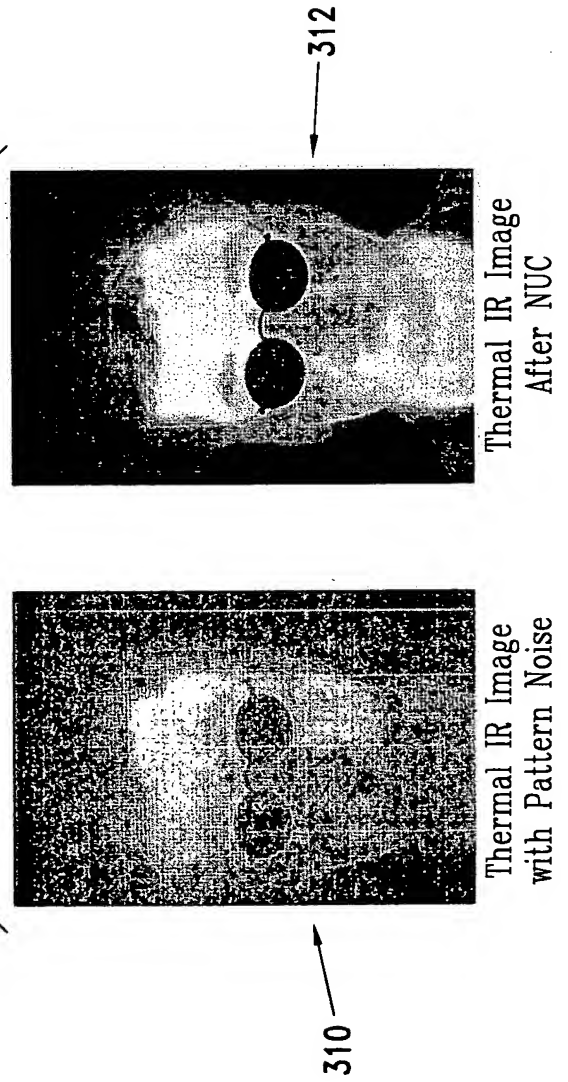 310
Thermal IR Image
with Pattern Noise
312
Thermal IR Image
After NUC